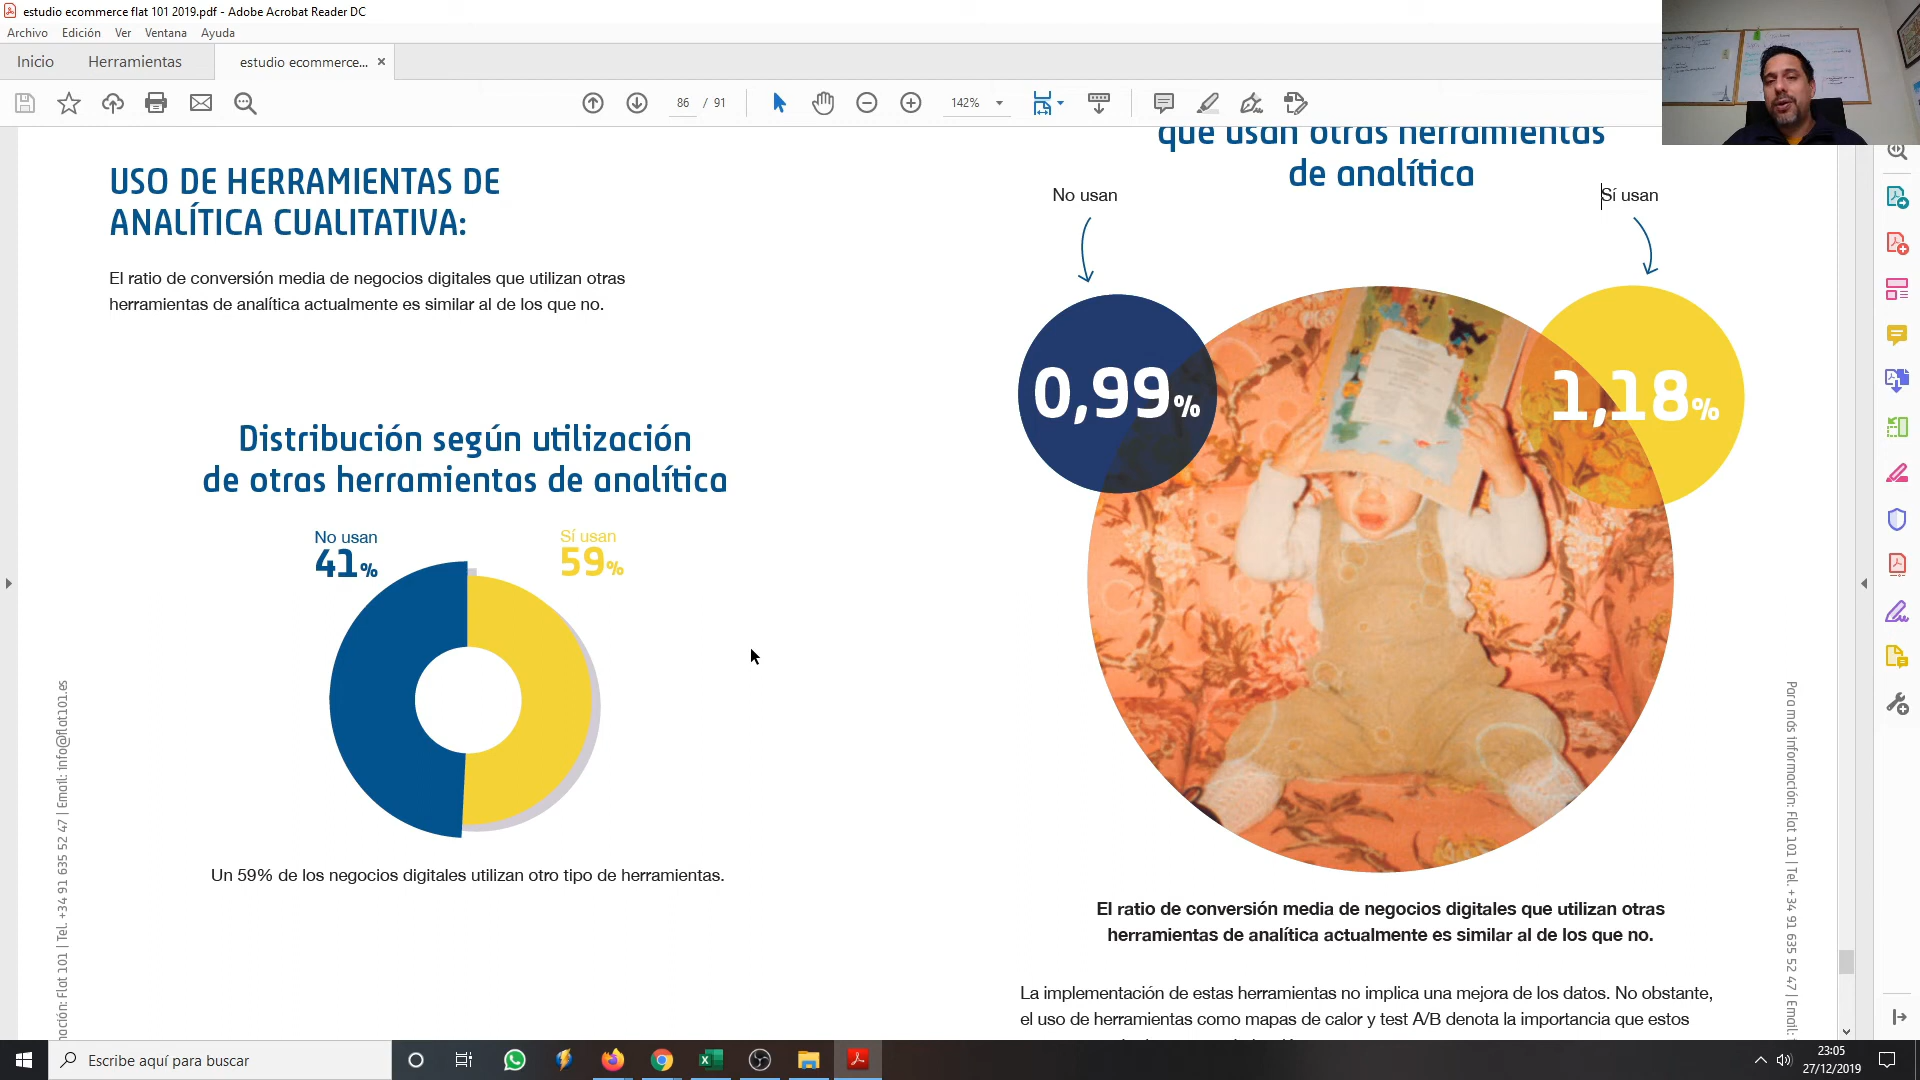 estudio ecommerce flat 101 2019.pdf - Adobe Acrobat Reader DC
Archivo Edición Ver Ventana Ayuda
Inicio Herramientas estudio ecommerce... ×
86 / 91 142%
USO DE HERRAMIENTAS DE
ANALÍTICA CUALITATIVA:
El ratio de conversión media de negocios digitales que utilizan otras
herramientas de analítica actualmente es similar al de los que no.
Distribución según utilización
de otras herramientas de analítica
No usan
41%
Sí usan
59%
Un 59% de los negocios digitales utilizan otro tipo de herramientas.
mación: Flat 101 | Tel. +34 91 635 52 47 | Email: info@flat101.es
que usan otras herramientas
de analítica
No usan
Sí usan
0,99%
1,18%
El ratio de conversión media de negocios digitales que utilizan otras
herramientas de analítica actualmente es similar al de los que no.
La implementación de estas herramientas no implica una mejora de los datos. No obstante,
el uso de herramientas como mapas de calor y test A/B denota la importancia que estos
Para más información: Flat 101 | Tel. +34 91 635 52 47 | Email:
Escribe aquí para buscar
23:05
27/12/2019